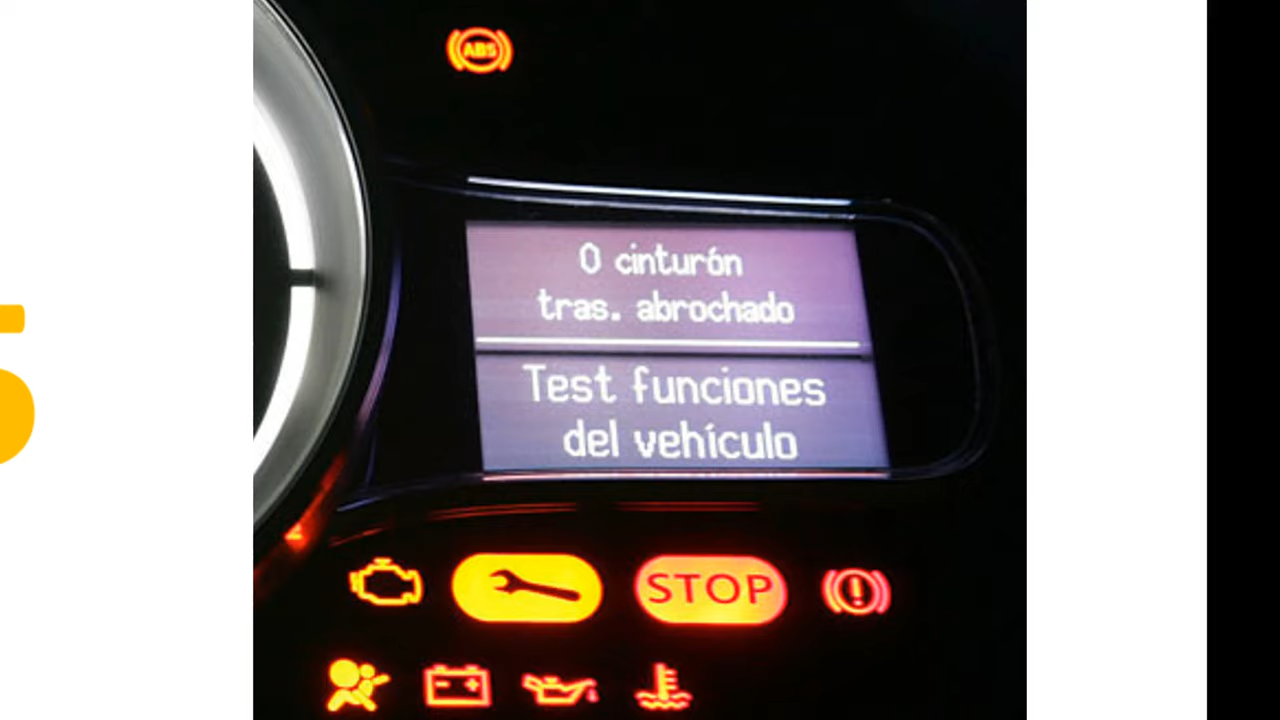 ABS
0 cinturón
tras. abrochado
Test funciones
del vehículo
STOP